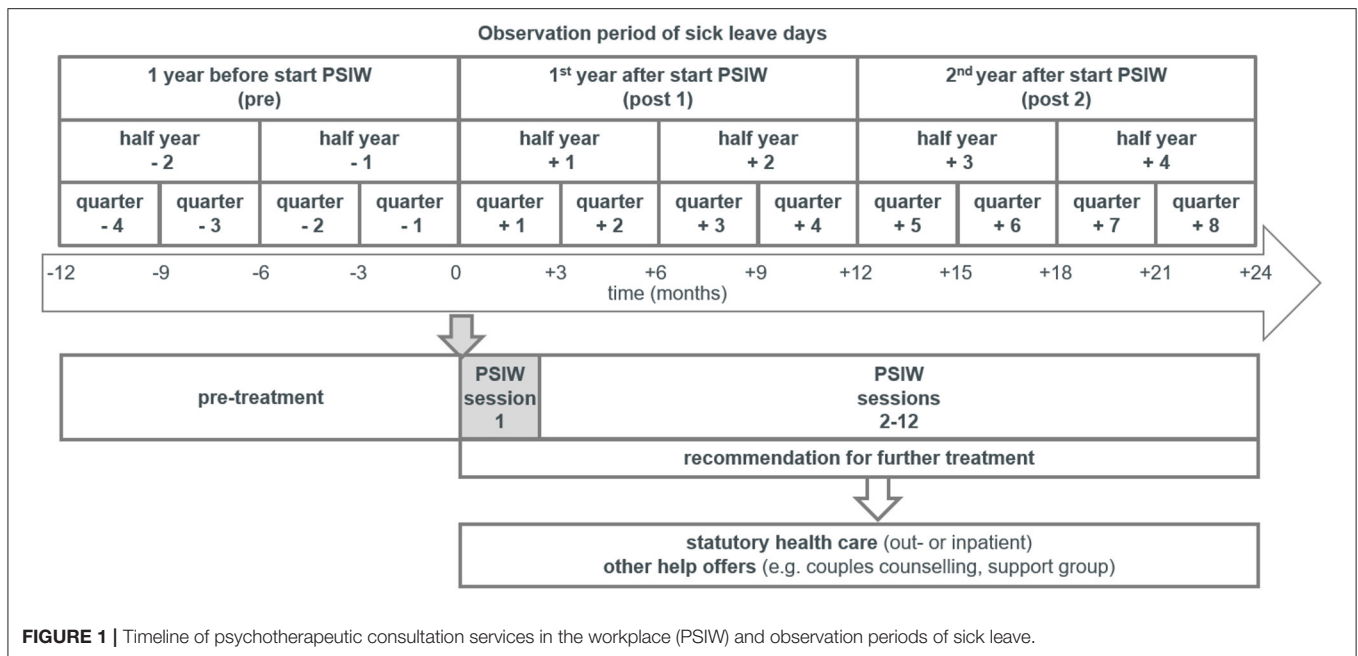 Observation period of sick leave days
1 year before start PSIW
(pre)
1st year after start PSIW
(post 1)
2nd year after start PSIW
(post 2)
half year
- 2
half year
- 1
half year
+ 1
half year
+ 2
half year
+ 3
half year
+ 4
quarter
- 4
quarter
- 3
quarter
- 2
quarter
- 1
quarter
+ 1
quarter
+ 2
quarter
+ 3
quarter
+ 4
quarter
+ 5
quarter
+ 6
quarter
+ 7
quarter
+ 8
-12 -9 -6 -3 0 +3 +6 +9 +12 +15 +18 +21 +24
time (months)
pre-treatment
PSIW
session
1
PSIW
sessions
2-12
recommendation for further treatment
statutory health care (out- or inpatient)
other help offers (e.g. couples counselling, support group)
FIGURE 1 | Timeline of psychotherapeutic consultation services in the workplace (PSIW) and observation periods of sick leave.